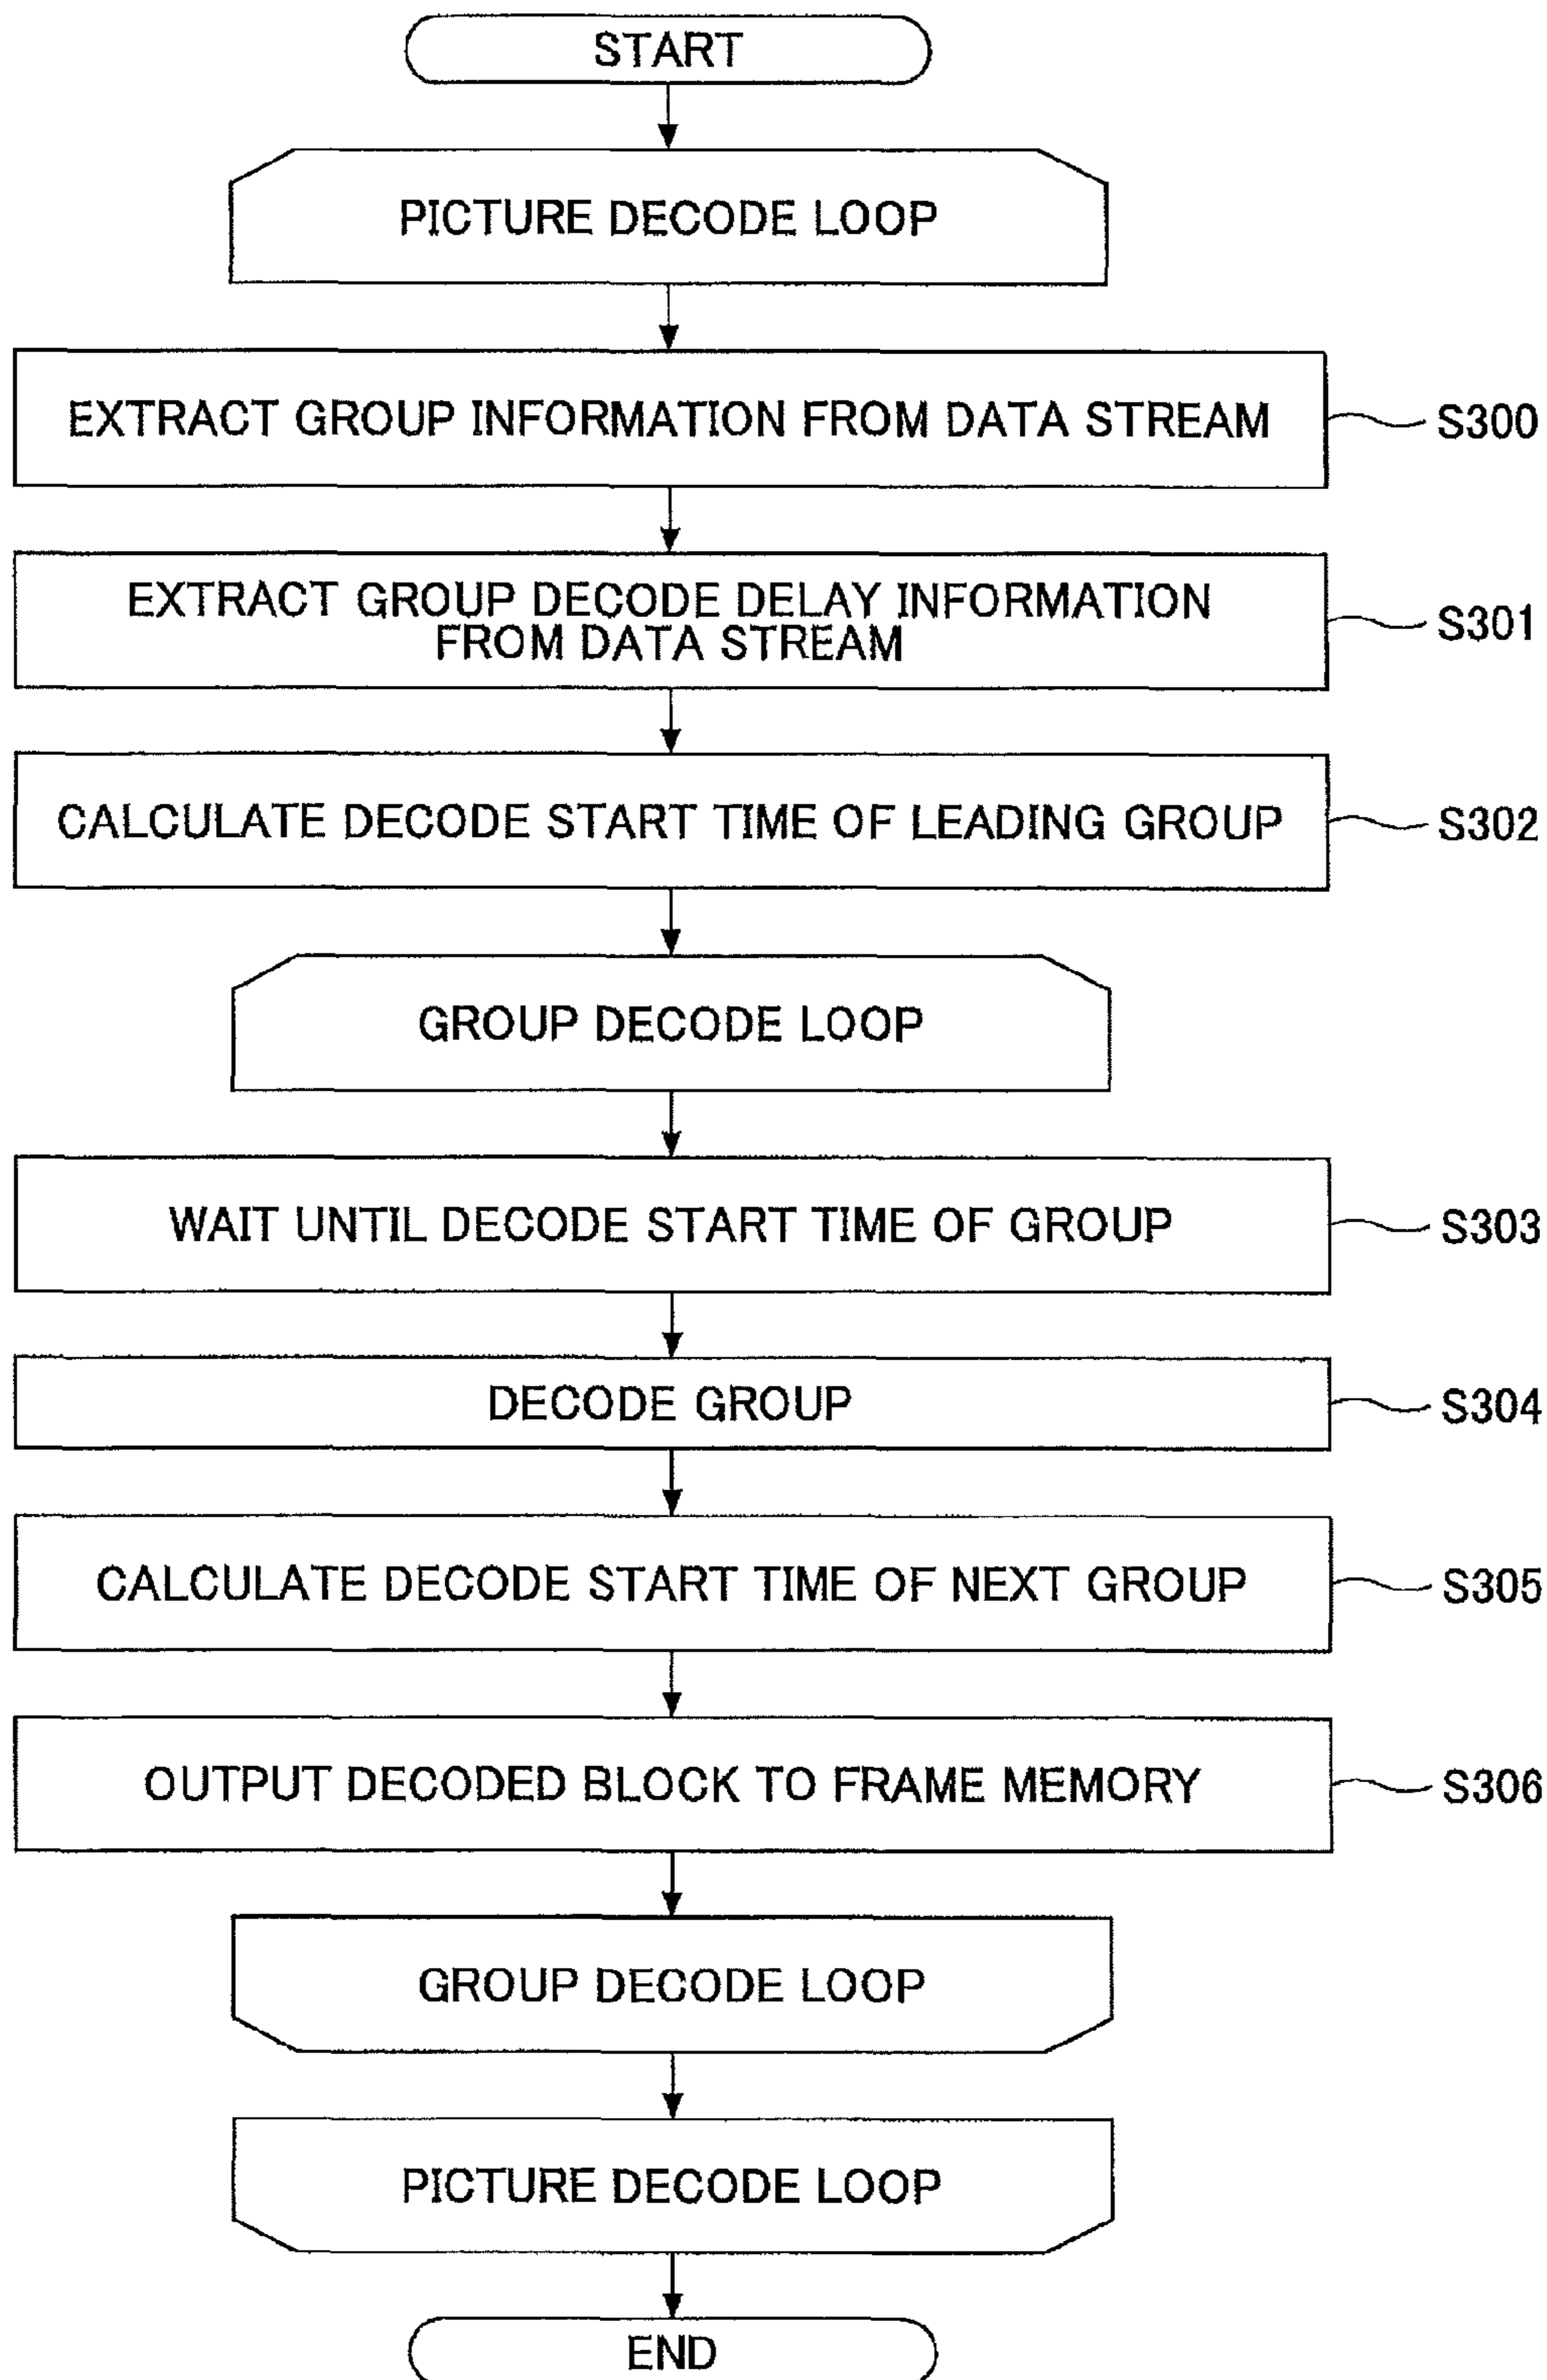 START
PICTURE DECODE LOOP
EXTRACT GROUP INFORMATION FROM DATA STREAM
S300
EXTRACT GROUP DECODE DELAY INFORMATION
FROM DATA STREAM
S301
CALCULATE DECODE START TIME OF LEADING GROUP
S302
GROUP DECODE LOOP
WAIT UNTIL DECODE START TIME OF GROUP
S303
DECODE GROUP
S304
CALCULATE DECODE START TIME OF NEXT GROUP
S305
OUTPUT DECODED BLOCK TO FRAME MEMORY
S306
GROUP DECODE LOOP
PICTURE DECODE LOOP
END